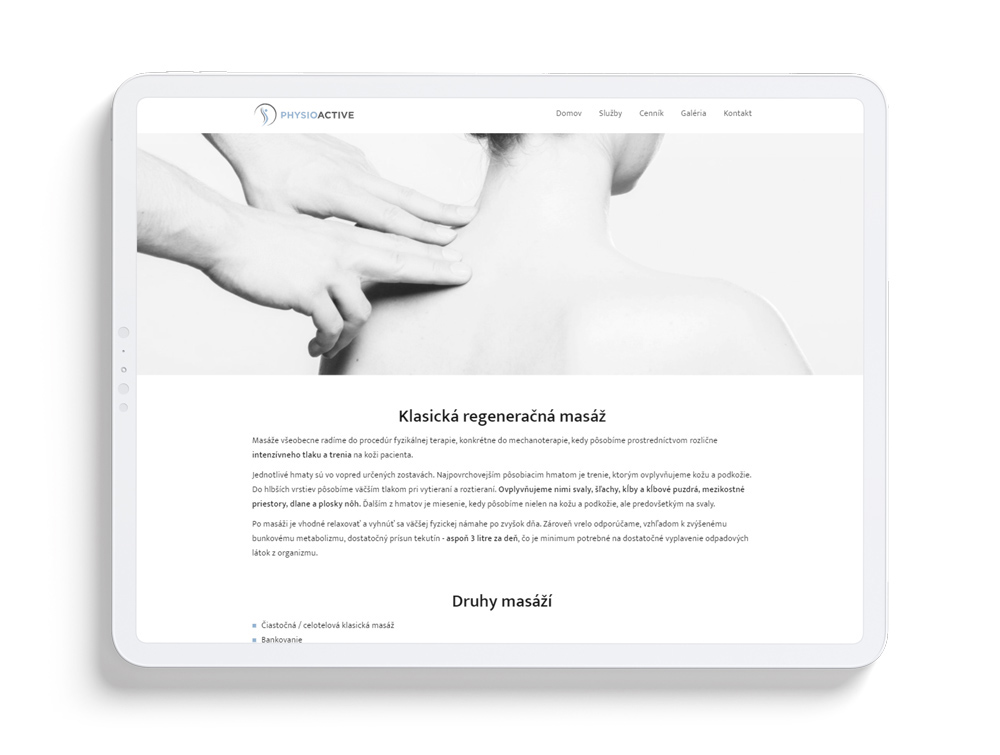 PHYSIOACTIVE
Domov Služby Cenník Galéria Kontakt
Klasická regeneračná masáž
Masáže všeobecne radíme do procedúr fyzikálnej terapie, konkrétne do mechanoterapie, kedy pôsobíme prostredníctvom rozlične
intenzívneho tlaku a trenia na koži pacienta.
Jednotlivé hmaty sú vo vopred určených zostavách. Najpovrchovejším pôsobiacim hmatom je trenie, ktorým ovplyvňujeme kožu a podkožie.
Do hlbších vrstiev pôsobíme väčším tlakom pri vytieraní a roztieraní. Ovplyvňujeme nimi svaly, šľachy, kĺby a kĺbové puzdrá, mezikostné
priestory, dlane a plosky nôh. Ďalším z hmatov je miesenie, kedy pôsobíme nielen na kožu a podkožie, ale predovšetkým na svaly.
Po masáži je vhodné relaxovať a vyhnúť sa väčšej fyzickej námahe po zvyšok dňa. Zároveň vrelo odporúčame, vzhľadom k zvýšenému
bunkovému metabolizmu, dostatočný prísun tekutín - aspoň 3 litre za deň, čo je minimum potrebné na dostatočné vyplavenie odpadových
látok z organizmu.
Druhy masáží
Čiastočná / celotelová klasická masáž
Bankovanie